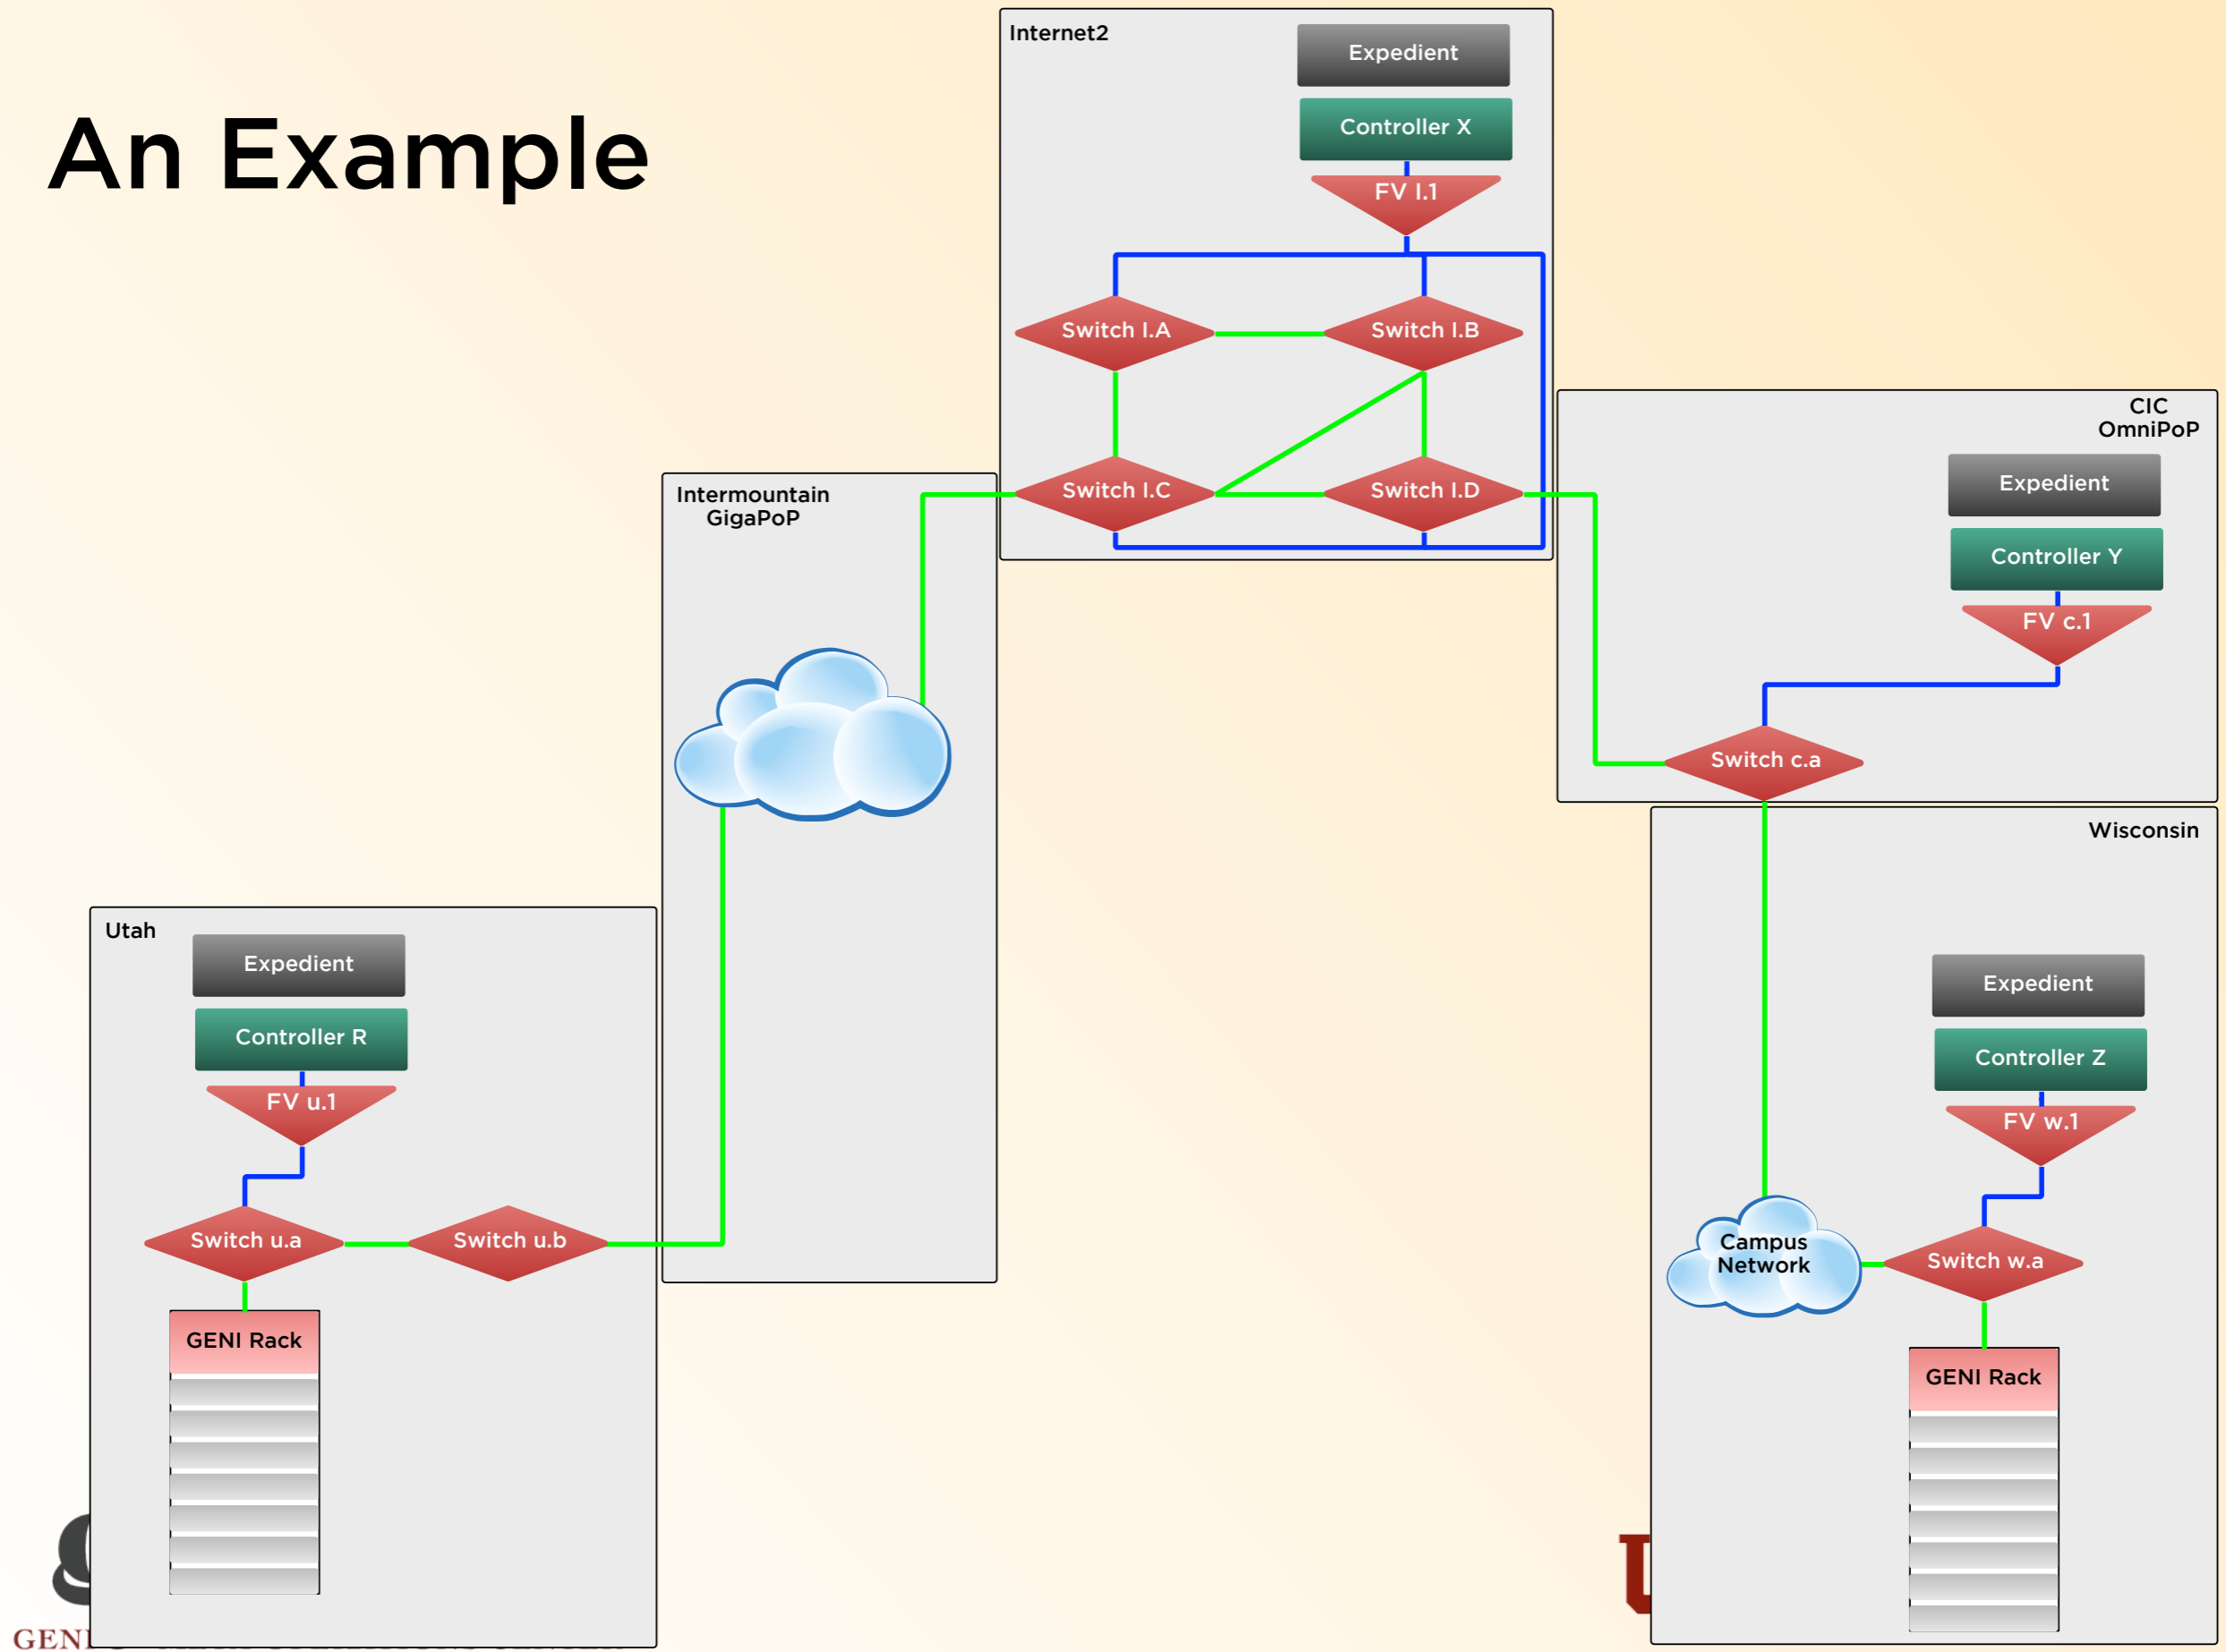 An Example
Internet2
Expedient
Controller X
FV I.1
Switch I.A
Switch I.B
Switch I.C
Switch I.D
CIC
OmniPoP
Expedient
Controller Y
FV c.1
Switch c.a
Intermountain
GigaPoP
Wisconsin
Expedient
Controller Z
FV w.1
Campus
Network
Switch w.a
GENI Rack
Utah
Expedient
Controller R
FV u.1
Switch u.a
Switch u.b
GENI Rack
GENI